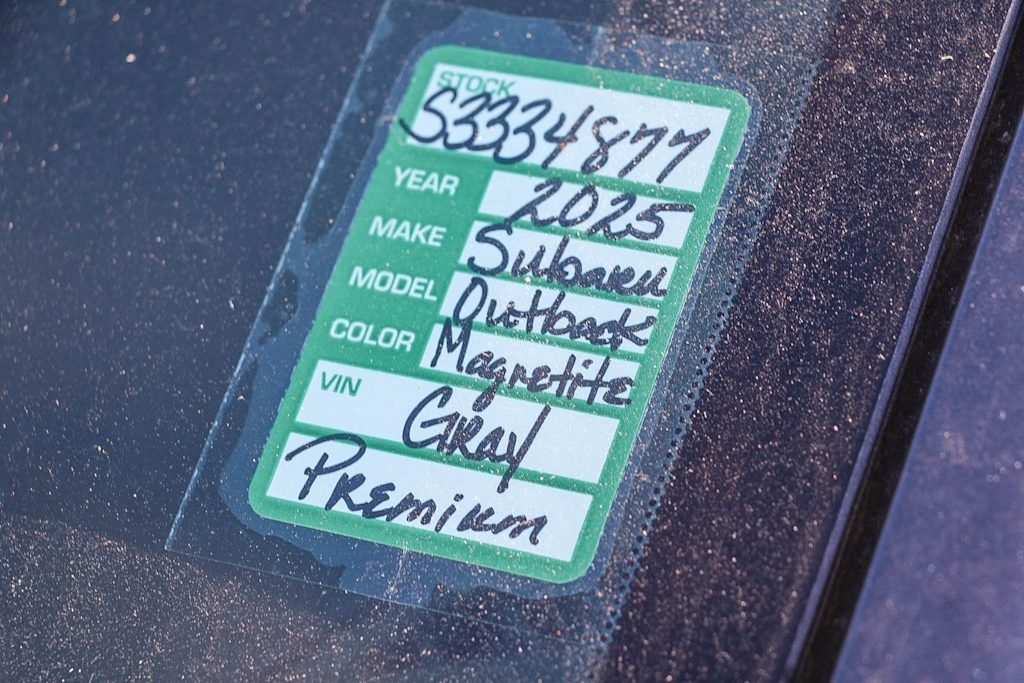 STOCK
S3334877
YEAR 2025
MAKE Subaru
MODEL Outback
COLOR Magnetite
VIN Gray
Premium